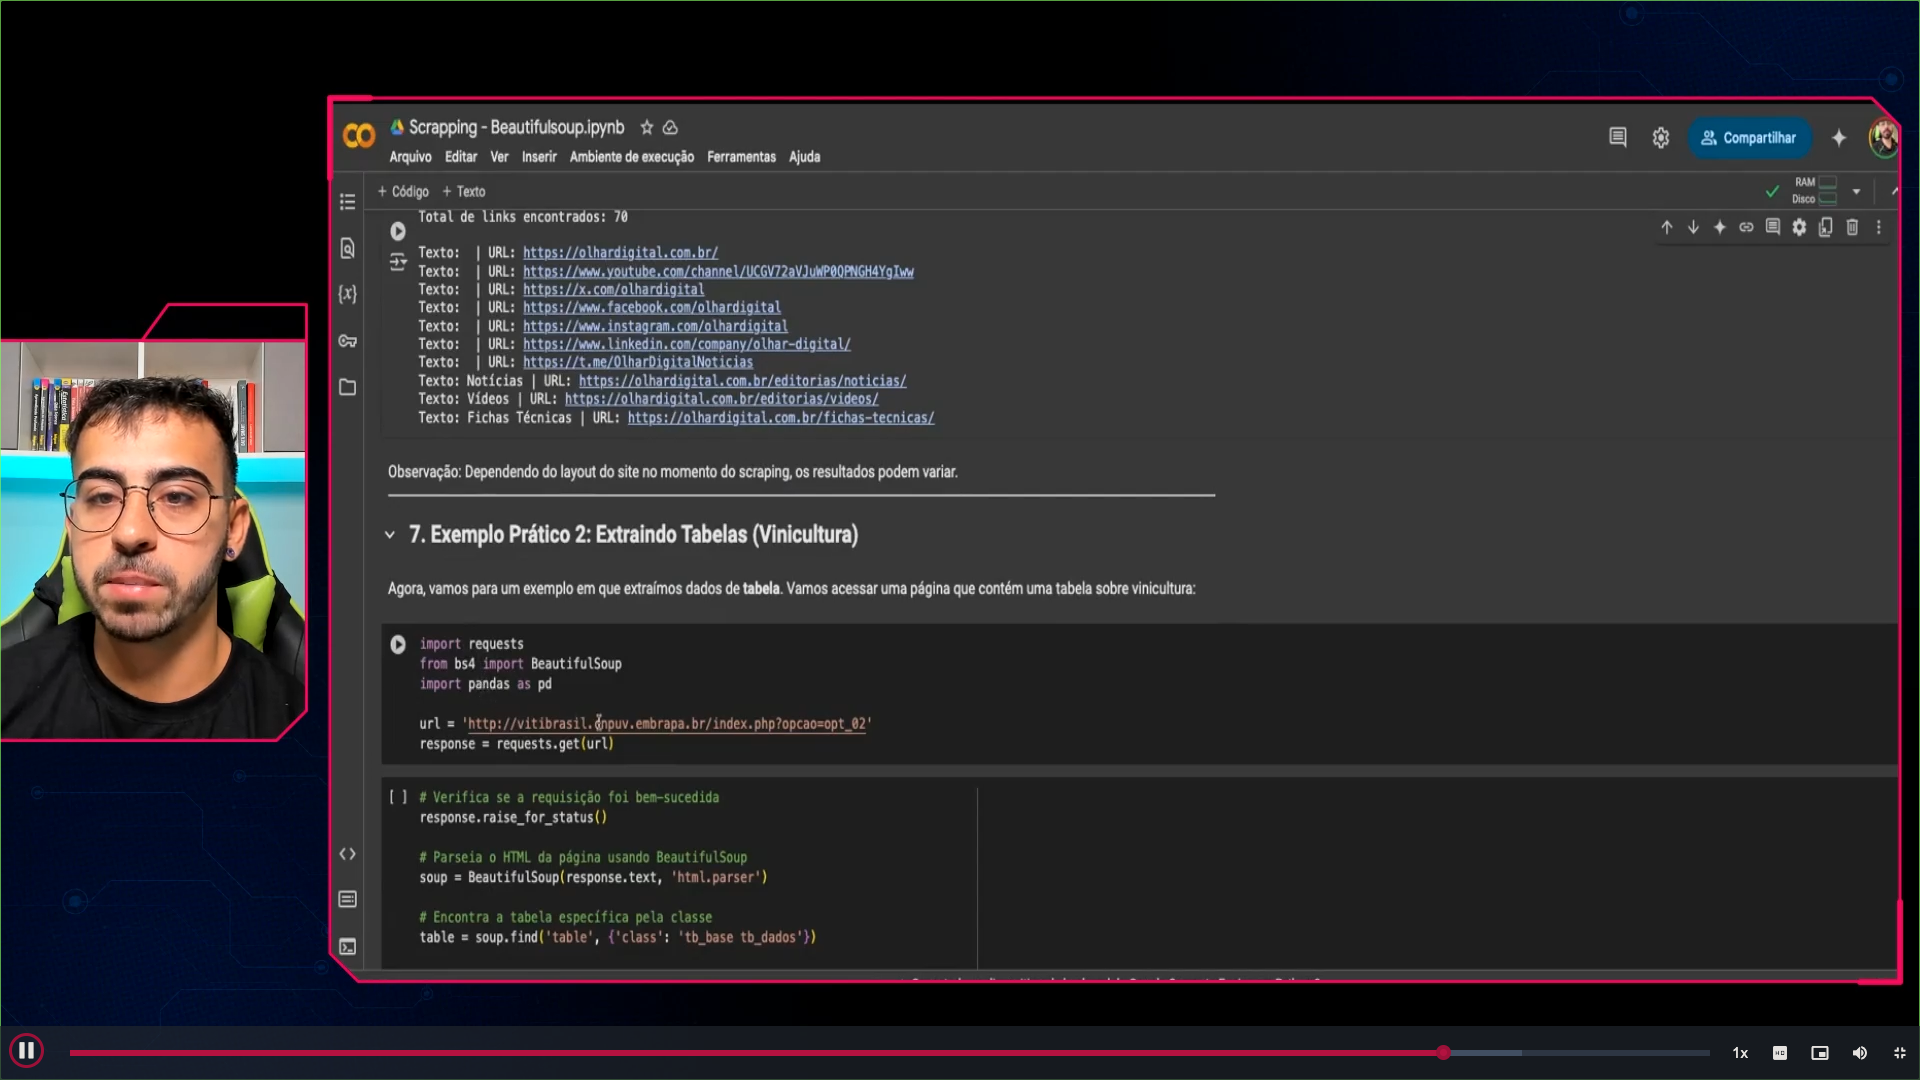 Scrapping - Beautifulsoup.ipynb
Arquivo Editar Ver Inserir Ambiente de execução Ferramentas Ajuda
Compartilhar
+ Código + Texto
RAM
Disco
Total de links encontrados: 70
Texto: | URL: https://olhardigital.com.br/
Texto: | URL: https://www.youtube.com/channel/UCGV72aVJuWP0QPNGH4YgIww
Texto: | URL: https://x.com/olhardigital
Texto: | URL: https://www.facebook.com/olhardigital
Texto: | URL: https://www.instagram.com/olhardigital
Texto: | URL: https://www.linkedin.com/company/olhar-digital/
Texto: | URL: https://t.me/OlharDigitalNoticias
Texto: Notícias | URL: https://olhardigital.com.br/editorias/noticias/
Texto: Vídeos | URL: https://olhardigital.com.br/editorias/videos/
Texto: Fichas Técnicas | URL: https://olhardigital.com.br/fichas-tecnicas/
Observação: Dependendo do layout do site no momento do scraping, os resultados podem variar.
7. Exemplo Prático 2: Extraindo Tabelas (Vinicultura)
Agora, vamos para um exemplo em que extraímos dados de tabela. Vamos acessar uma página que contém uma tabela sobre vinicultura:
import requests
from bs4 import BeautifulSoup
import pandas as pd
url = 'http://vitibrasil.cnpuv.embrapa.br/index.php?opcao=opt_02'
response = requests.get(url)
[ ] # Verifica se a requisição foi bem-sucedida
response.raise_for_status()
# Parseia o HTML da página usando BeautifulSoup
soup = BeautifulSoup(response.text, 'html.parser')
# Encontra a tabela específica pela classe
table = soup.find('table', {'class': 'tb_base tb_dados'})
1x